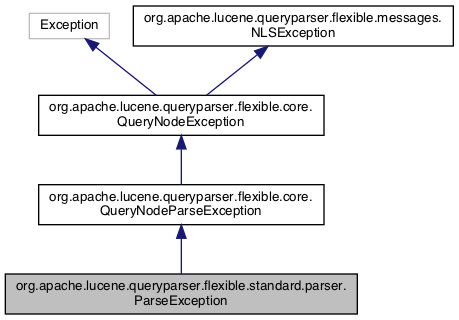 Exception
org.apache.lucene.queryparser.flexible.messages.
NLSException
org.apache.lucene.queryparser.flexible.core.
QueryNodeException
org.apache.lucene.queryparser.flexible.core.
QueryNodeParseException
org.apache.lucene.queryparser.flexible.standard.parser.
ParseException